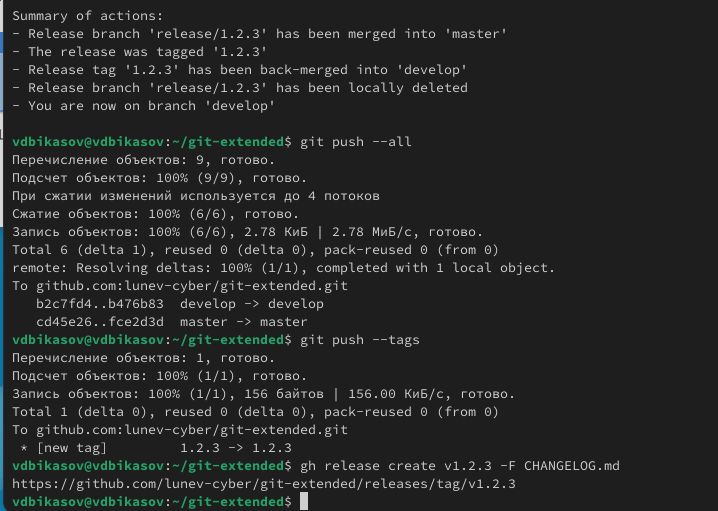 Summary of actions:
- Release branch 'release/1.2.3' has been merged into 'master'
- The release was tagged '1.2.3'
- Release tag '1.2.3' has been back-merged into 'develop'
- Release branch 'release/1.2.3' has been locally deleted
- You are now on branch 'develop'
vdbikasov@vdbikasov:~/git-extended$ git push --all
Перечисление объектов: 9, готово.
Подсчет объектов: 100% (9/9), готово.
При сжатии изменений используется до 4 потоков
Сжатие объектов: 100% (6/6), готово.
Запись объектов: 100% (6/6), 2.78 КиБ | 2.78 МиБ/с, готово.
Total 6 (delta 1), reused 0 (delta 0), pack-reused 0 (from 0)
remote: Resolving deltas: 100% (1/1), completed with 1 local object.
To github.com:lunev-cyber/git-extended.git
   b2c7fd4..b476b83  develop -> develop
   cd45e26..fce2d3d  master -> master
vdbikasov@vdbikasov:~/git-extended$ git push --tags
Перечисление объектов: 1, готово.
Подсчет объектов: 100% (1/1), готово.
Запись объектов: 100% (1/1), 156 байтов | 156.00 КиБ/с, готово.
Total 1 (delta 0), reused 0 (delta 0), pack-reused 0 (from 0)
To github.com:lunev-cyber/git-extended.git
 * [new tag]         1.2.3 -> 1.2.3
vdbikasov@vdbikasov:~/git-extended$ gh release create v1.2.3 -F CHANGELOG.md
https://github.com/lunev-cyber/git-extended/releases/tag/v1.2.3
vdbikasov@vdbikasov:~/git-extended$